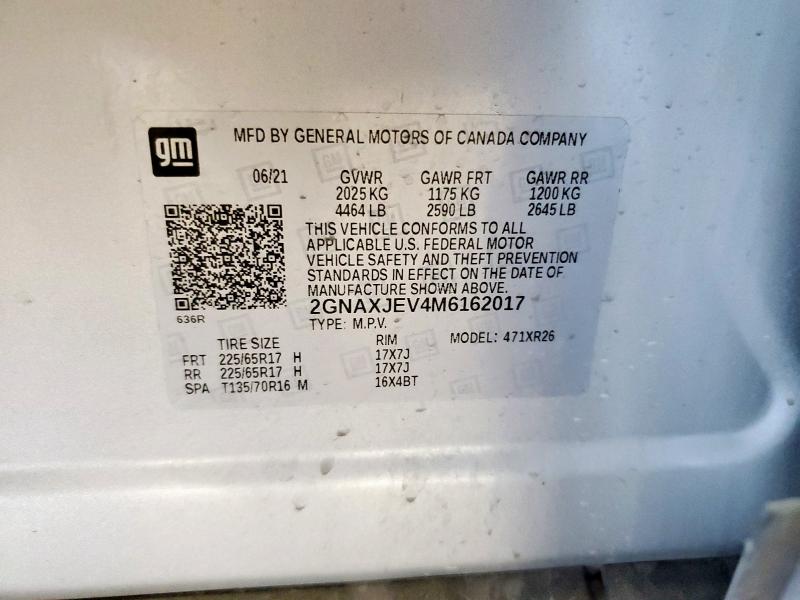 gm
MFD BY GENERAL MOTORS OF CANADA COMPANY
06/21 GVWR GAWR FRT GAWR RR
2025 KG 1175 KG 1200 KG
4464 LB 2590 LB 2645 LB
THIS VEHICLE CONFORMS TO ALL
APPLICABLE U.S. FEDERAL MOTOR
VEHICLE SAFETY AND THEFT PREVENTION
STANDARDS IN EFFECT ON THE DATE OF
MANUFACTURE SHOWN ABOVE.
2GNAXJEV4M6162017
636R
TYPE: M.P.V.
TIRE SIZE RIM MODEL: 471XR26
FRT 225/65R17 H 17X7J
RR 225/65R17 H 17X7J
SPA T135/70R16 M 16X4BT